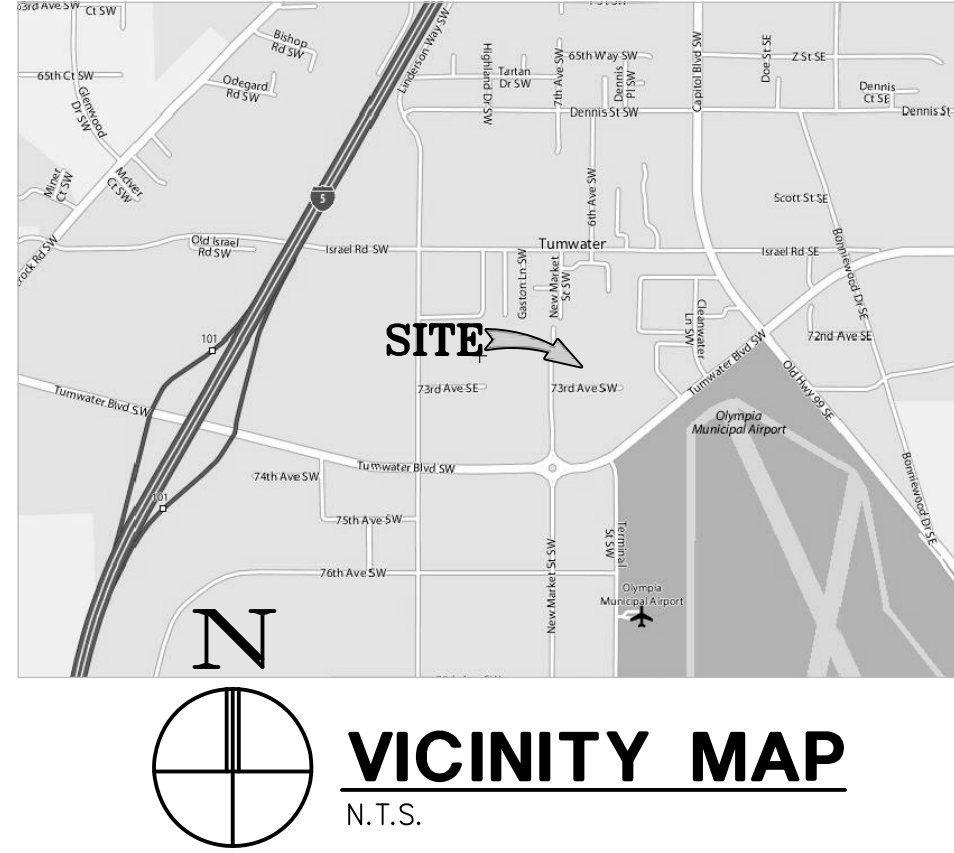 Ct SW
Bishop
Rd SW
65th Ct SW
Odegard
Rd SW
Glenwood
Dr SW
McIver
Ct SW
Miner
Ct SW
Linderson Way SW
Highland Dr SW
Tartan
Dr SW
7th Ave SW
65th Way SW
Dennis
Pl SW
Dennis St SW
Capitol Blvd SW
Doe St SE
Z St SE
Dennis
Ct SE
Dennis St
5
6th Ave SW
Scott St SE
Bonniewood Dr SE
Old Israel
Rd SW
Israel Rd SW
Tumwater
Israel Rd SE
Gaston Ln SW
New Market
St SW
Clearwater
Ln SW
72nd Ave SE
101
SITE
73rd Ave SE
73rd Ave SW
Tumwater Blvd SW
Old Hwy 99 SE
Tumwater Blvd SW
Olympia
Municipal Airport
Tumwater Blvd SW
74th Ave SW
101
75th Ave SW
76th Ave SW
New Market St SW
Terminal
St SW
Bonniewood Dr SE
Olympia
Municipal Airport
N
VICINITY MAP
N.T.S.